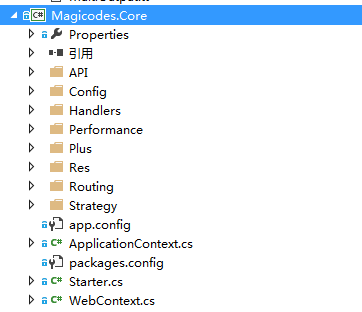 Magicodes.Core
Properties
引用
API
Config
Handlers
Performance
Plus
Res
Routing
Strategy
app.config
ApplicationContext.cs
packages.config
Starter.cs
WebContext.cs